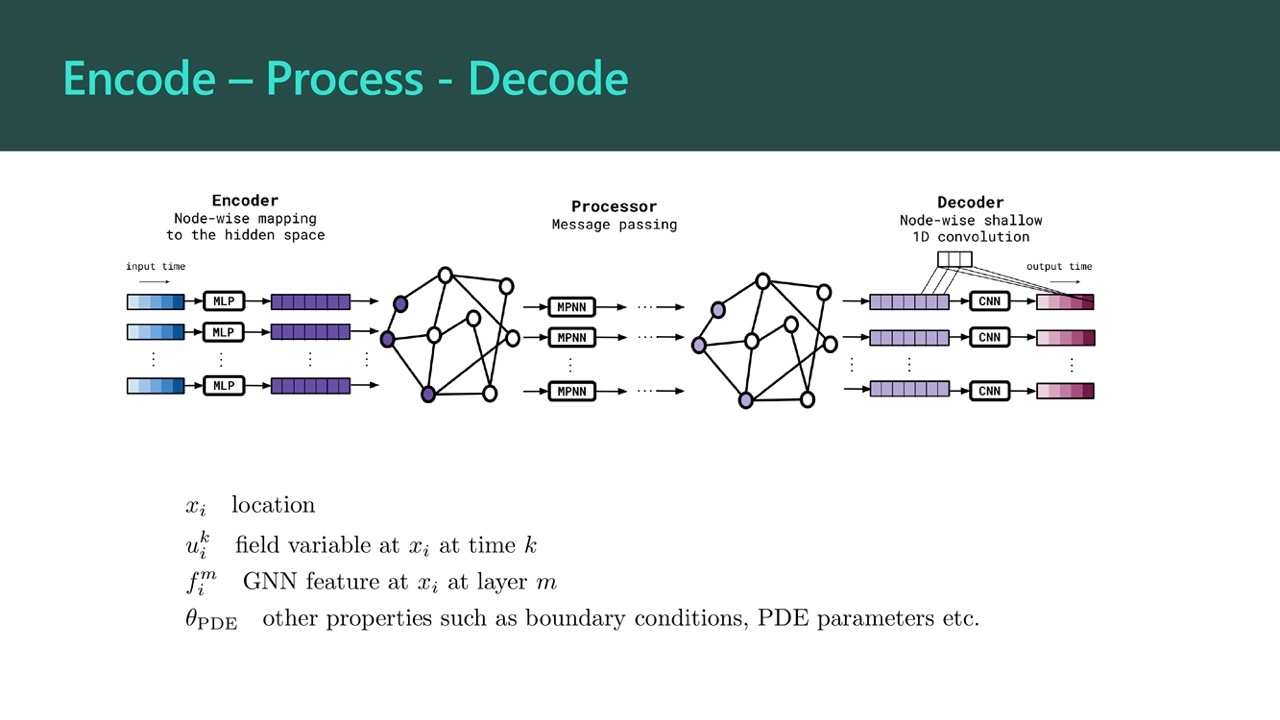 Encode – Process - Decode
Encoder
Node-wise mapping
to the hidden space
Processor
Message passing
Decoder
Node-wise shallow
1D convolution
input time
output time
MLP
MPNN
CNN
MLP
MPNN
CNN
MLP
MPNN
CNN
x_i location
u_i^k field variable at x_i at time k
f_i^m GNN feature at x_i at layer m
θ_PDE other properties such as boundary conditions, PDE parameters etc.